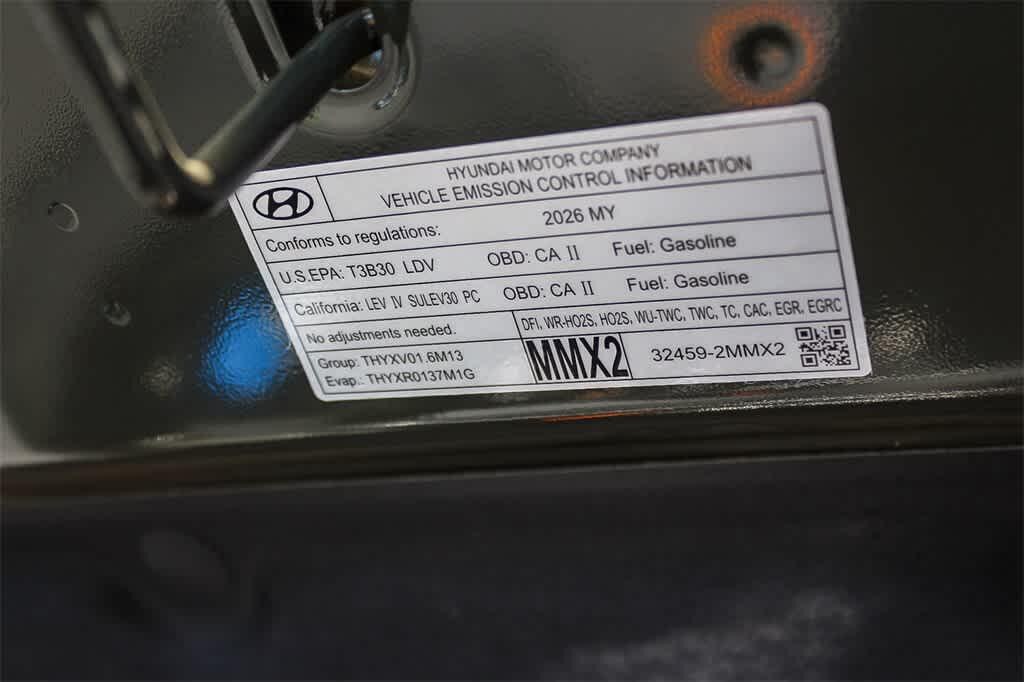 HYUNDAI MOTOR COMPANY
VEHICLE EMISSION CONTROL INFORMATION
Conforms to regulations: 2026 MY
U.S.EPA: T3B30 LDV OBD: CA II Fuel: Gasoline
California: LEV IV SULEV30 PC OBD: CA II Fuel: Gasoline
No adjustments needed.
DFI, WR-HO2S, HO2S, WU-TWC, TWC, TC, CAC, EGR, EGRC
Group: THYXV01.6M13
Evap.: THYXR0137M1G
MMX2
32459-2MMX2